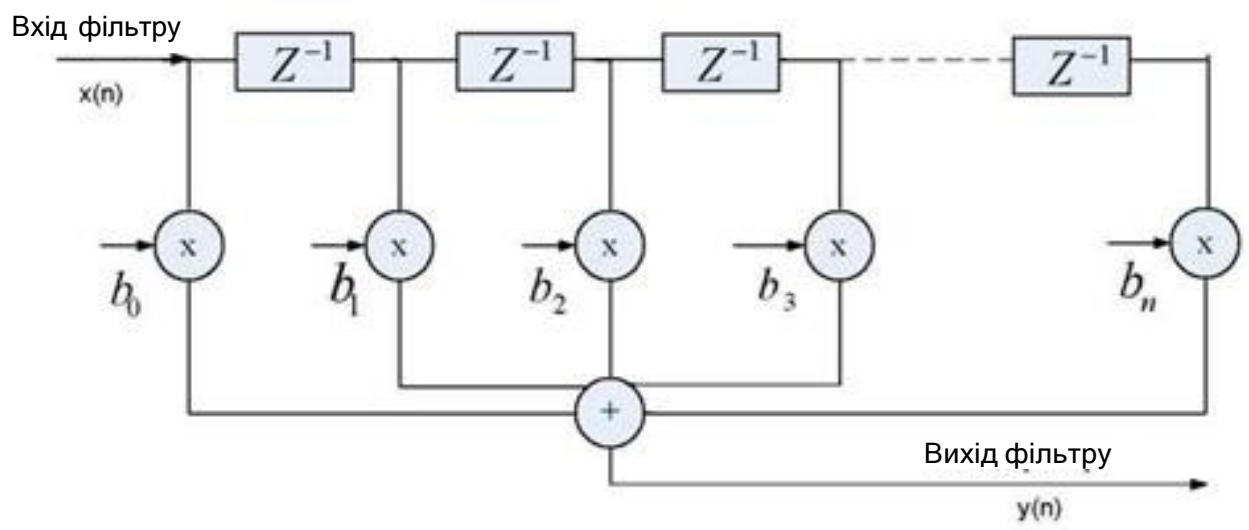 Вхід фільтру
x(n)
Z⁻¹ Z⁻¹ Z⁻¹ Z⁻¹
x x x x x
b₀ b₁ b₂ b₃ bₙ
+
Вихід фільтру
y(n)